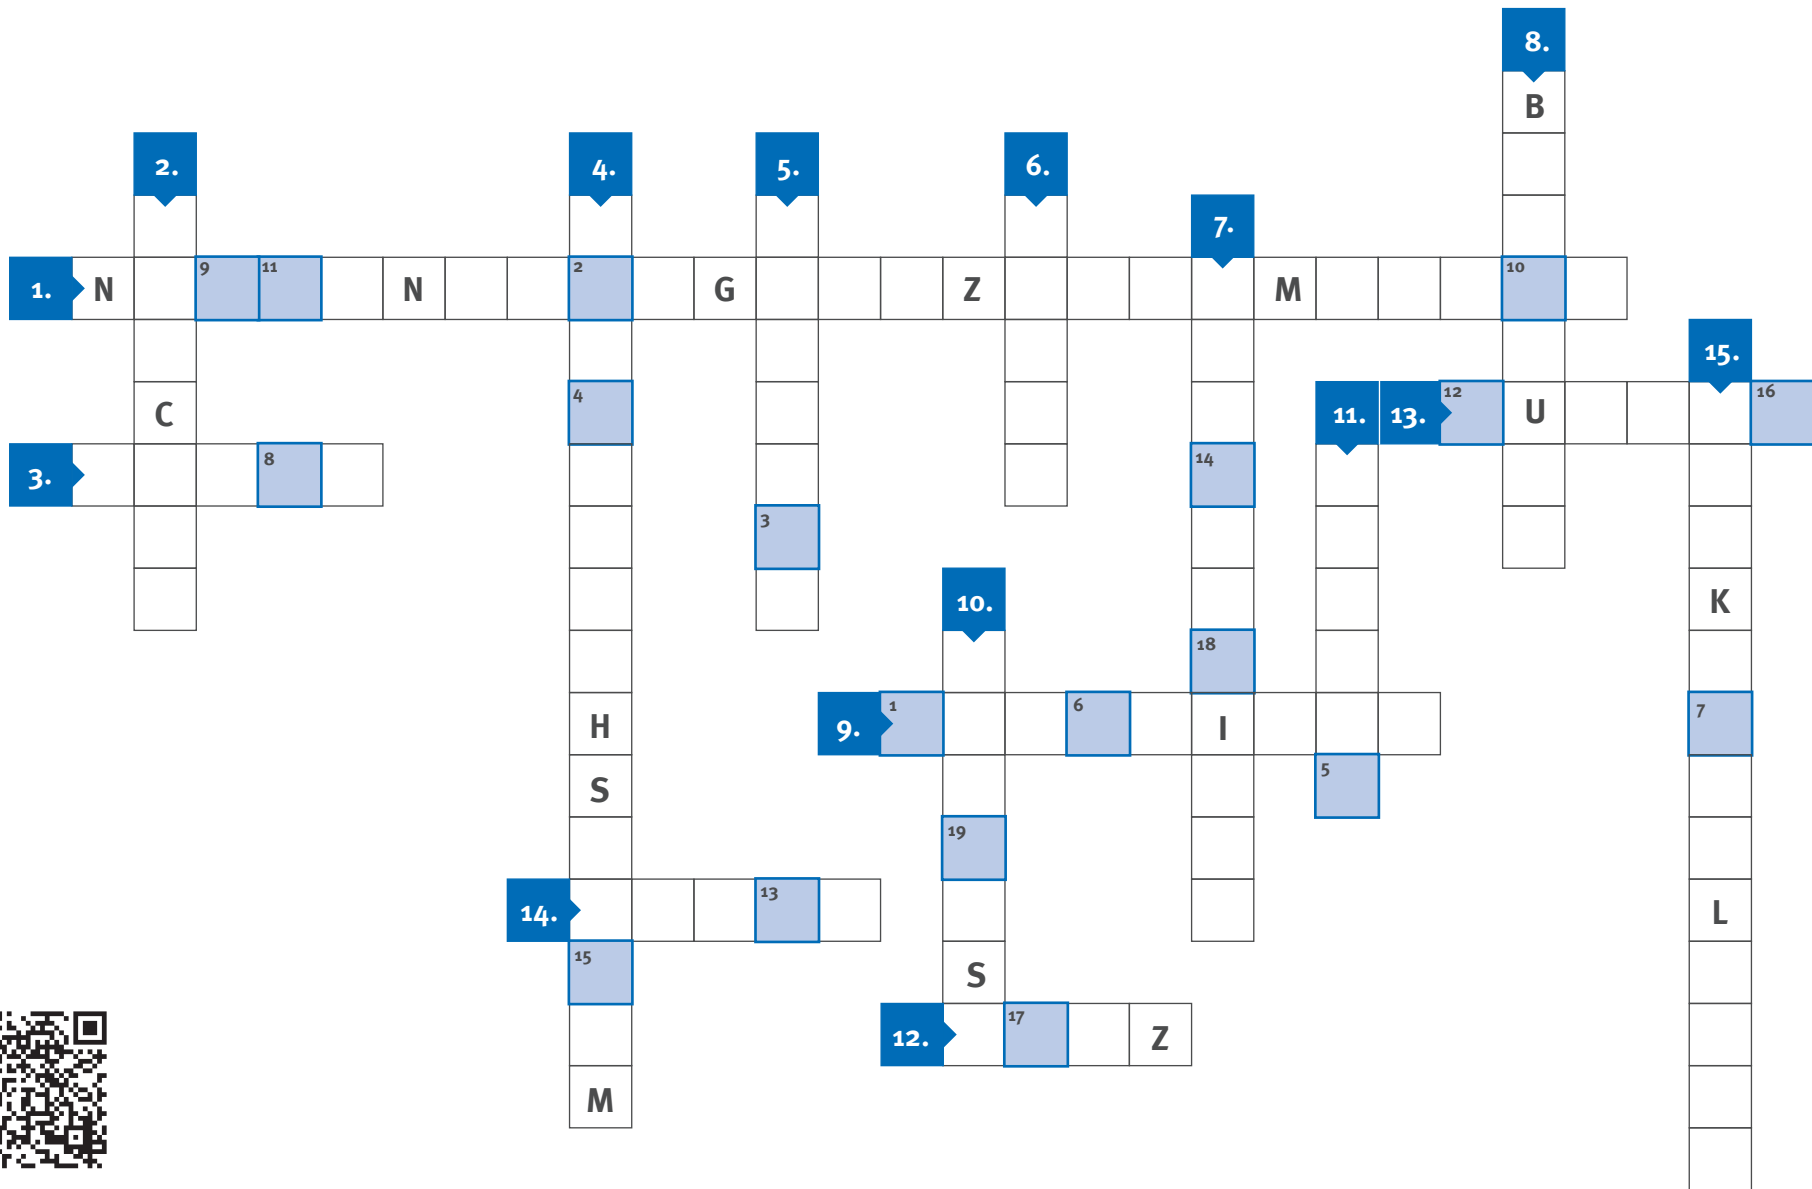 8.
B
2. 4. 5. 6.
7.
1. N 9 11 N 2 G Z M 10
15.
C 4 11. 13. 12 U 16
3. 8 14
3
10. K
18
H 9. 1 6 I 7
S 5
19
14. 13 L
15 S
12. 17 Z
M